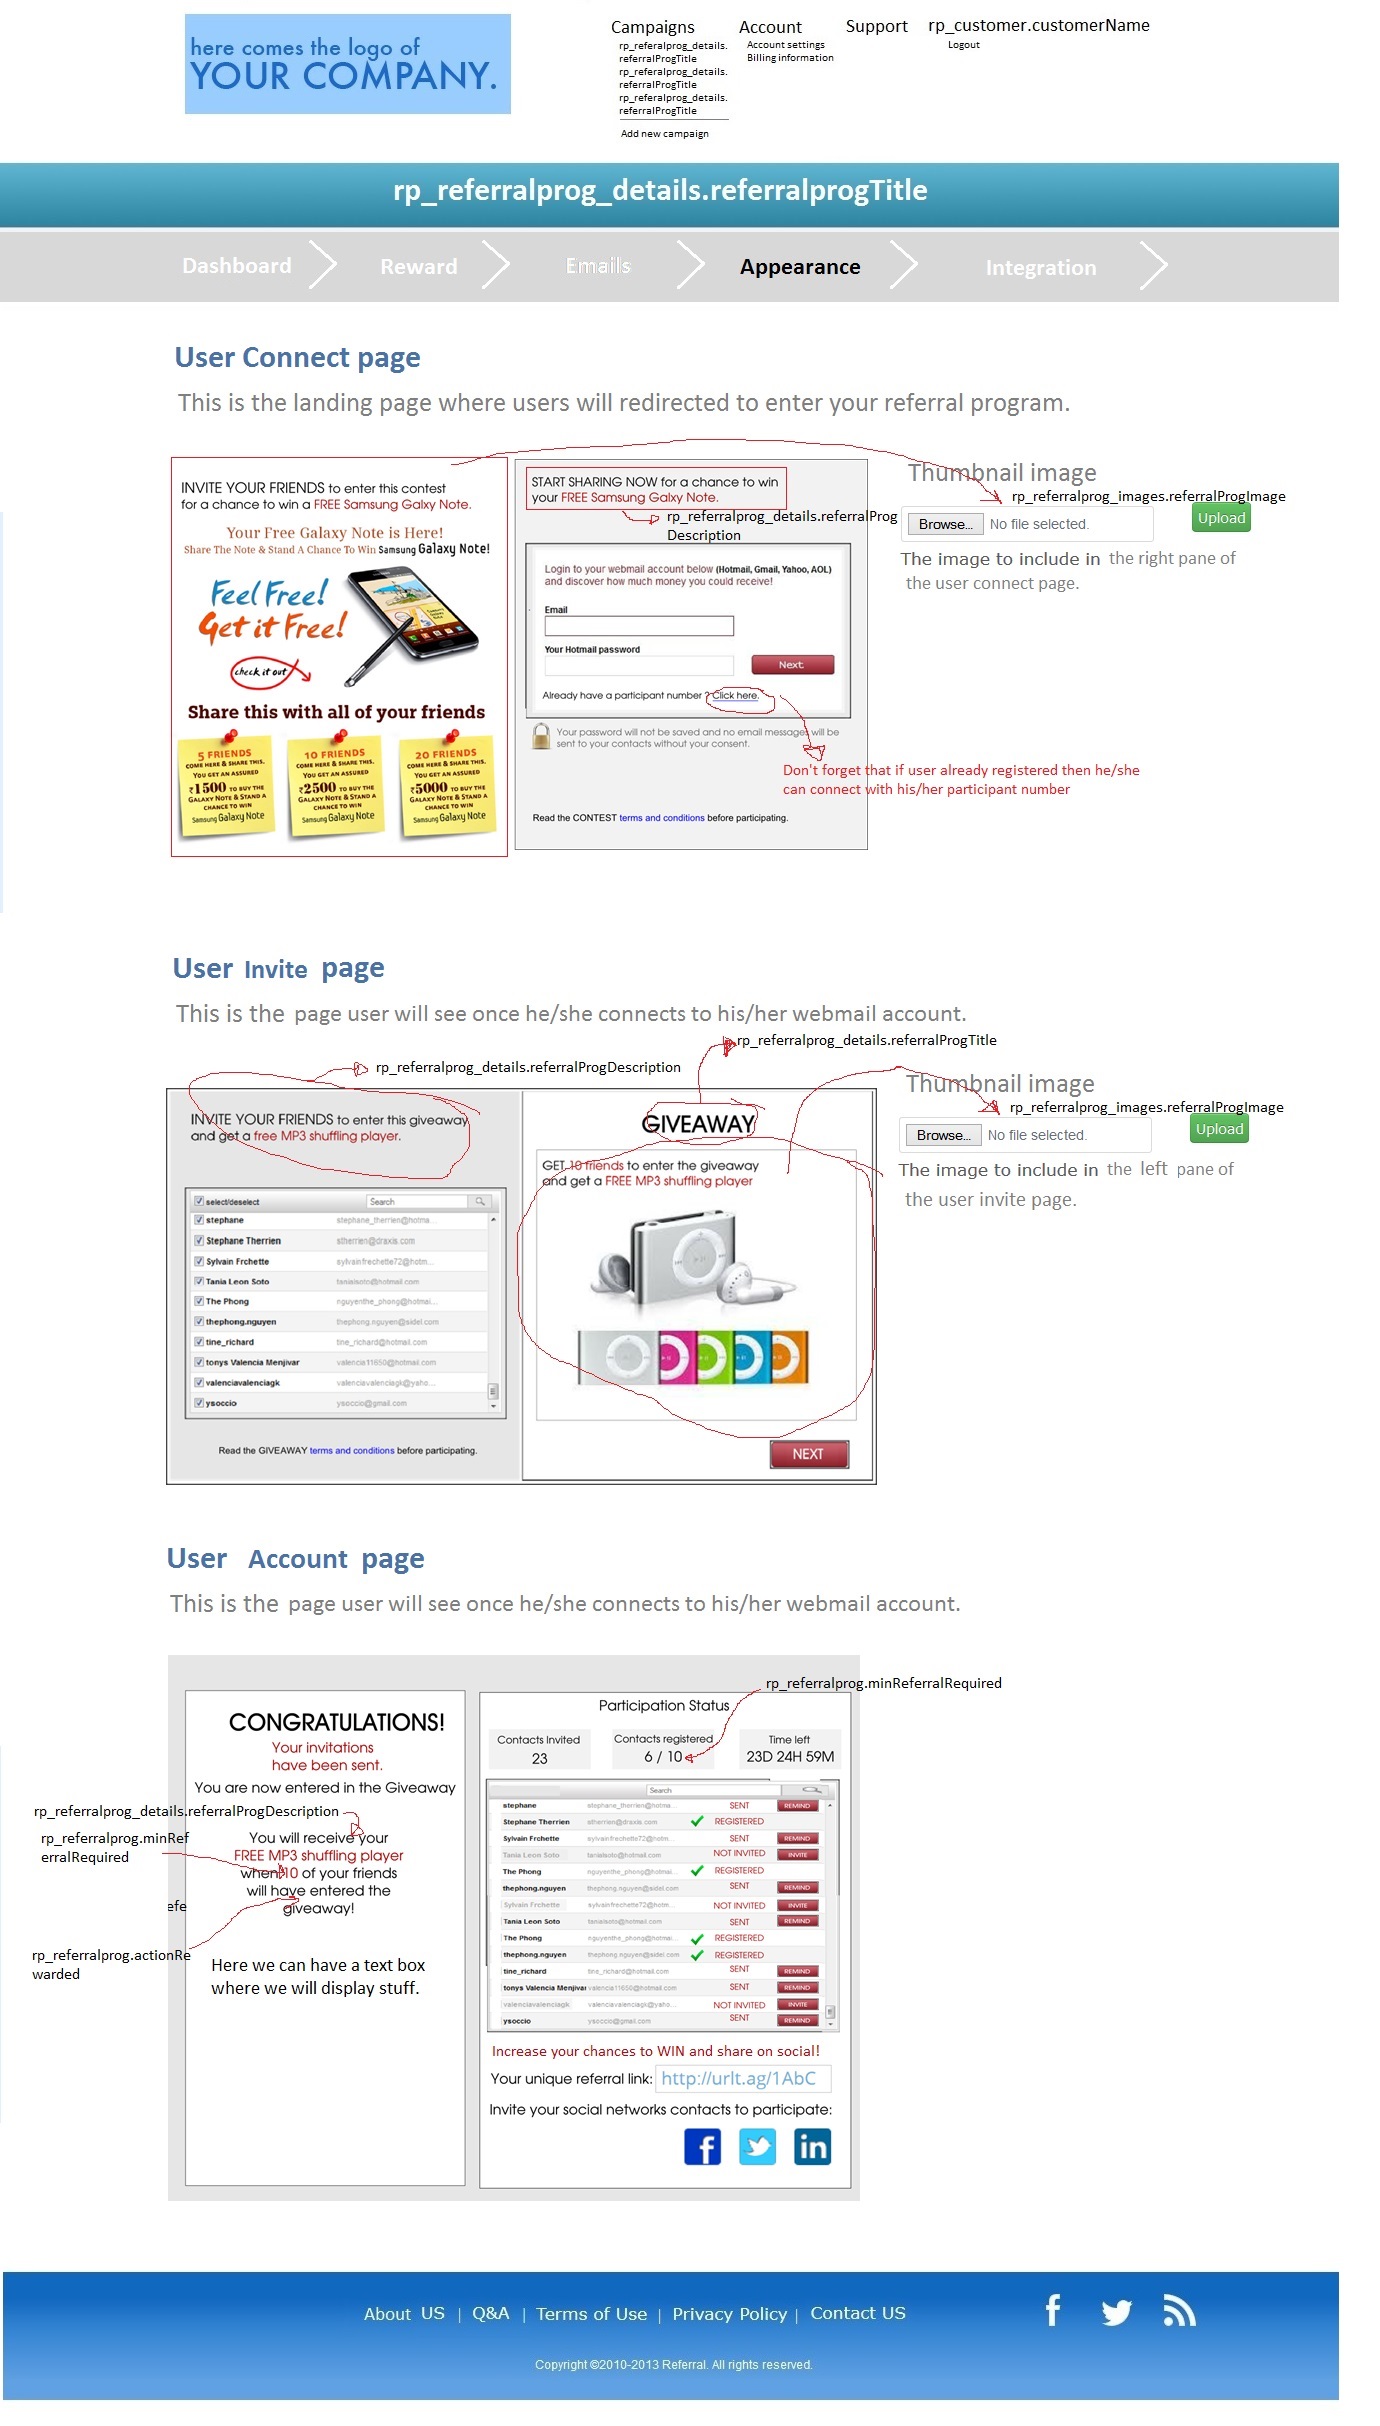 here comes the logo of
YOUR COMPANY.
Campaigns
rp_referalprog_details.
referralProgTitle
rp_referalprog_details.
referralProgTitle
rp_referalprog_details.
referralProgTitle
Add new campaign
Account
Account settings
Billing information
Support
rp_customer.customerName
Logout
rp_referralprog_details.referralprogTitle
Dashboard
Reward
Emails
Appearance
Integration
User Connect page
This is the landing page where users will redirected to enter your referral program.
INVITE YOUR FRIENDS to enter this contest
for a chance to win a FREE Samsung Galxy Note.
Your Free Galaxy Note is Here!
Share The Note & Stand A Chance To Win Samsung Galaxy Note!
Feel Free!
Get it Free!
check it out
Share this with all of your friends
5 FRIENDS
COME HERE & SHARE THIS.
YOU GET AN ASSURED
₹1500 TO BUY THE
GALAXY NOTE & STAND A
CHANCE TO WIN
Samsung Galaxy Note
10 FRIENDS
COME HERE & SHARE THIS.
YOU GET AN ASSURED
₹2500 TO BUY THE
GALAXY NOTE & STAND A
CHANCE TO WIN
Samsung Galaxy Note
20 FRIENDS
COME HERE & SHARE THIS.
YOU GET AN ASSURED
₹5000 TO BUY THE
GALAXY NOTE & STAND A
CHANCE TO WIN
Samsung Galaxy Note
START SHARING NOW for a chance to win
your FREE Samsung Galxy Note.
rp_referralprog_details.referralProg
Description
Login to your webmail account below (Hotmail, Gmail, Yahoo, AOL)
and discover how much money you could receive!
Email
Your Hotmail password
Next
Already have a participant number ? Click here.
Your password will not be saved and no email messages will be
sent to your contacts without your consent.
Don't forget that if user already registered then he/she
can connect with his/her participant number
Read the CONTEST terms and conditions before participating.
Thumbnail image
rp_referralprog_images.referralProgImage
Browse... No file selected.
Upload
The image to include in the right pane of
the user connect page.
User Invite page
This is the page user will see once he/she connects to his/her webmail account.
rp_referralprog_details.referralProgTitle
rp_referralprog_details.referralProgDescription
INVITE YOUR FRIENDS to enter this giveaway
and get a free MP3 shuffling player.
select/deselect
Search
stephane stephane_therrien@hotma...
Stephane Therrien stherrien@draxis.com
Sylvain Frchette sylvainfrechette72@hotm...
Tania Leon Soto tanialsoto@hotmail.com
The Phong nguyenthe_phong@hotmai...
thephong.nguyen thephong.nguyen@sidel.com
tine_richard tine_richard@hotmail.com
tonys Valencia Menjivar valencia11650@hotmail.com
valenciavalenciagk valenciavalenciagk@yaho...
ysoccio ysoccio@gmail.com
Read the GIVEAWAY terms and conditions before participating.
GIVEAWAY
GET 10 friends to enter the giveaway
and get a FREE MP3 shuffling player
NEXT
Thumbnail image
rp_referralprog_images.referralProgImage
Browse... No file selected.
Upload
The image to include in the left pane of
the user invite page.
User Account page
This is the page user will see once he/she connects to his/her webmail account.
rp_referralprog.minReferralRequired
CONGRATULATIONS!
Your invitations
have been sent.
You are now entered in the Giveaway
rp_referralprog_details.referralProgDescription
rp_referralprog.minRef
erralRequired
You will receive your
FREE MP3 shuffling player
when 10 of your friends
will have entered the
giveaway!
efe
rp_referralprog.actionRe
warded
Here we can have a text box
where we will display stuff.
Participation Status
Contacts Invited
23
Contacts registered
6 / 10
Time left
23D 24H 59M
Search
stephane stephane_therrien@hotma... SENT REMIND
Stephane Therrien stherrien@draxis.com REGISTERED
Sylvain Frchette sylvainfrechette72@hotm... SENT REMIND
Tania Leon Soto tanialsoto@hotmail.com NOT INVITED INVITE
The Phong nguyenthe_phong@hotmai... REGISTERED
thephong.nguyen thephong.nguyen@sidel.com SENT REMIND
Sylvain Frchette sylvainfrechette72@hotm... NOT INVITED INVITE
Tania Leon Soto tanialsoto@hotmail.com SENT REMIND
The Phong nguyenthe_phong@hotmai... REGISTERED
thephong.nguyen thephong.nguyen@sidel.com REGISTERED
tine_richard tine_richard@hotmail.com SENT REMIND
tonys Valencia Menjivar valencia11650@hotmail.com SENT REMIND
valenciavalenciagk valenciavalenciagk@yaho... NOT INVITED INVITE
ysoccio ysoccio@gmail.com SENT REMIND
Increase your chances to WIN and share on social!
Your unique referral link: http://urlt.ag/1AbC
Invite your social networks contacts to participate:
About US | Q&A | Terms of Use | Privacy Policy | Contact US
Copyright ©2010-2013 Referral. All rights reserved.